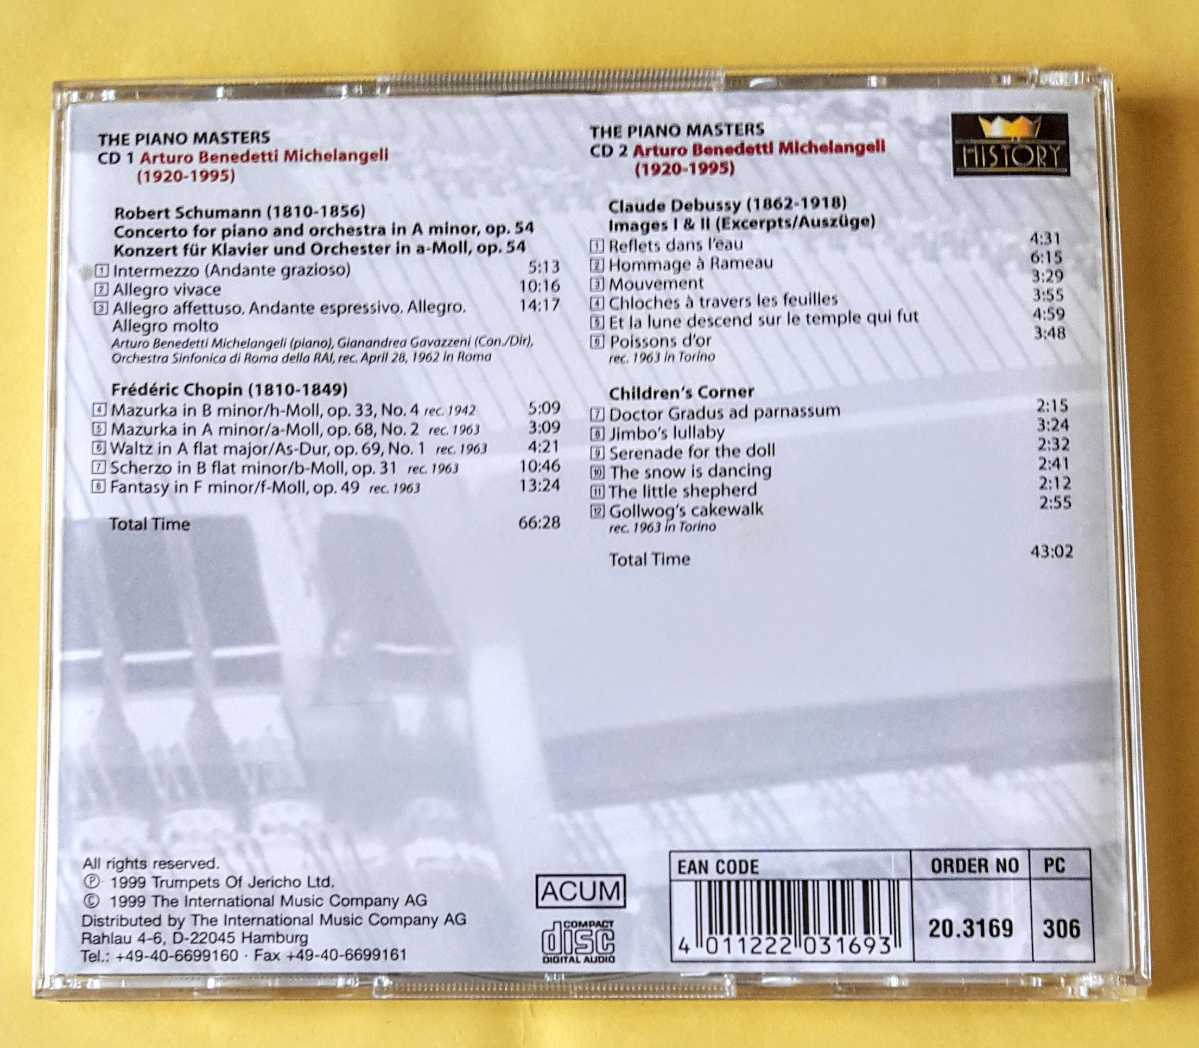 THE PIANO MASTERS
CD 1 Arturo Benedetti Michelangeli
(1920-1995)
Robert Schumann (1810-1856)
Concerto for piano and orchestra in A minor, op. 54
Konzert für Klavier und Orchester in a-Moll, op. 54
1 Intermezzo (Andante grazioso) 5:13
2 Allegro vivace 10:16
3 Allegro affettuso. Andante espressivo. Allegro. 14:17
Allegro molto
Arturo Benedetti Michelangeli (piano), Gianandrea Gavazzeni (Con./Dir),
Orchestra Sinfonica di Roma della RAI, rec. April 28, 1962 in Roma
Frédéric Chopin (1810-1849)
4 Mazurka in B minor/h-Moll, op. 33, No. 4 rec. 1942 5:09
5 Mazurka in A minor/a-Moll, op. 68, No. 2 rec. 1963 3:09
6 Waltz in A flat major/As-Dur, op. 69, No. 1 rec. 1963 4:21
7 Scherzo in B flat minor/b-Moll, op. 31 rec. 1963 10:46
8 Fantasy in F minor/f-Moll, op. 49 rec. 1963 13:24
Total Time 66:28
THE PIANO MASTERS
CD 2 Arturo Benedetti Michelangeli
(1920-1995)
HISTORY
Claude Debussy (1862-1918)
Images I & II (Excerpts/Auszüge)
1 Reflets dans l'eau 4:31
2 Hommage à Rameau 6:15
3 Mouvement 3:29
4 Chloches à travers les feuilles 3:55
5 Et la lune descend sur le temple qui fut 4:59
6 Poissons d'or 3:48
rec. 1963 in Torino
Children's Corner
7 Doctor Gradus ad parnassum 2:15
8 Jimbo's lullaby 3:24
9 Serenade for the doll 2:32
10 The snow is dancing 2:41
11 The little shepherd 2:12
12 Gollwog's cakewalk 2:55
rec. 1963 in Torino
Total Time 43:02
All rights reserved.
℗ 1999 Trumpets Of Jericho Ltd.
© 1999 The International Music Company AG
Distributed by The International Music Company AG
Rahlau 4-6, D-22045 Hamburg
Tel.: +49-40-6699160 · Fax +49-40-6699161
ACUM
COMPACT
disc
DIGITAL AUDIO
EAN CODE
4 011222 031693
ORDER NO
20.3169
PC
306